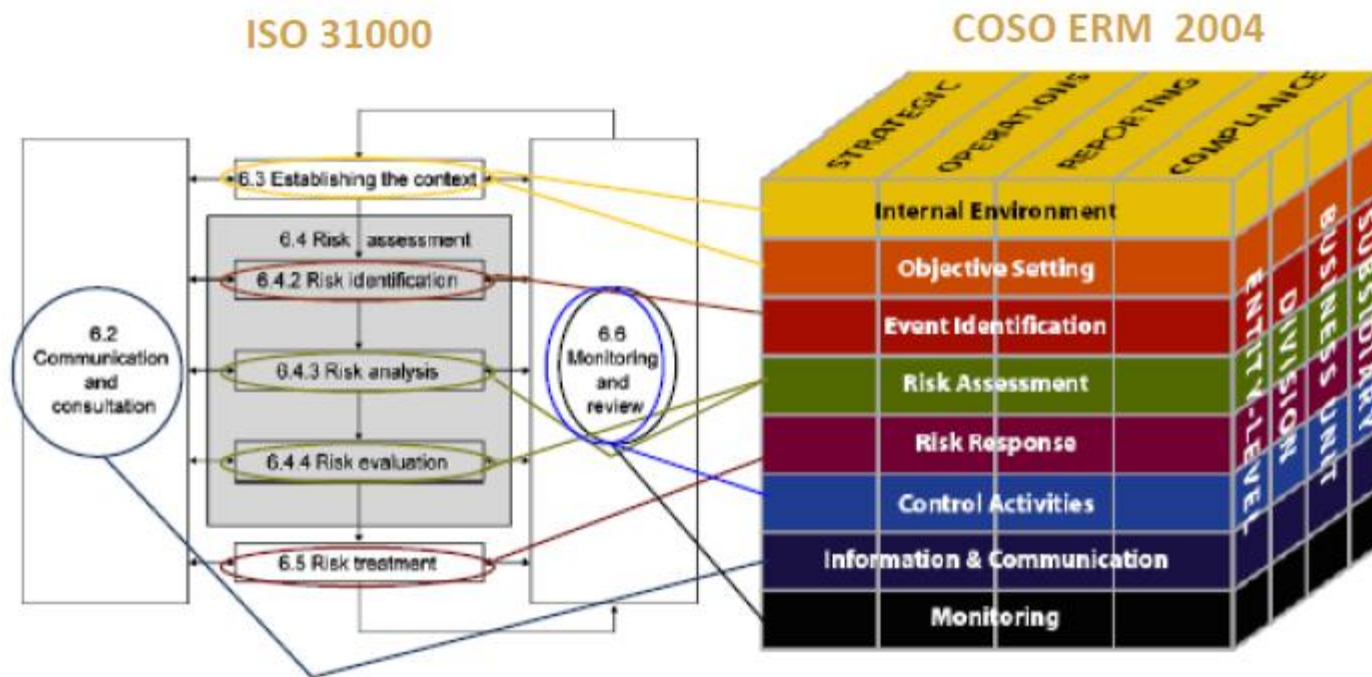 ISO 31000
COSO ERM 2004
6.3 Establishing the context
6.4 Risk assessment
6.4.2 Risk identification
6.4.3 Risk analysis
6.4.4 Risk evaluation
6.5 Risk treatment
6.2
Communication
and
consultation
6.6
Monitoring
and
review
STRATEGIC
OPERATIONS
REPORTING
COMPLIANCE
Internal Environment
Objective Setting
Event Identification
Risk Assessment
Risk Response
Control Activities
Information & Communication
Monitoring
ENTITY-LEVEL
DIVISION
BUSINESS UNIT
SUBSIDIARY